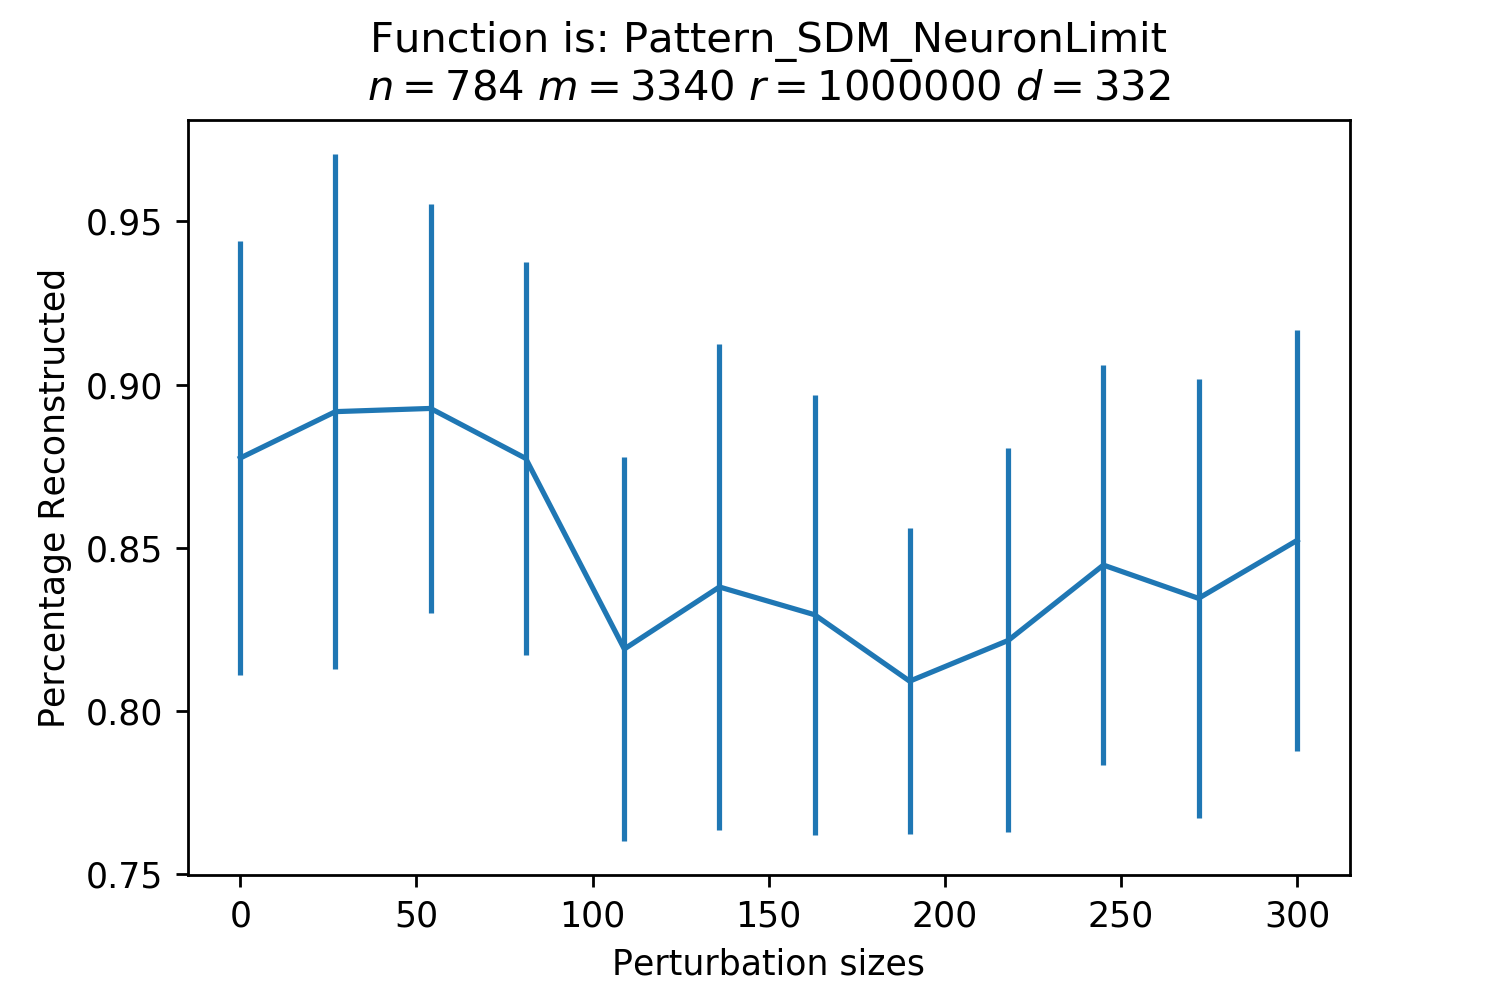 Function is: Pattern_SDM_NeuronLimit
n = 784 m = 3340 r = 1000000 d = 332
Percentage Reconstructed
0.95
0.90
0.85
0.80
0.75
0 50 100 150 200 250 300
Perturbation sizes